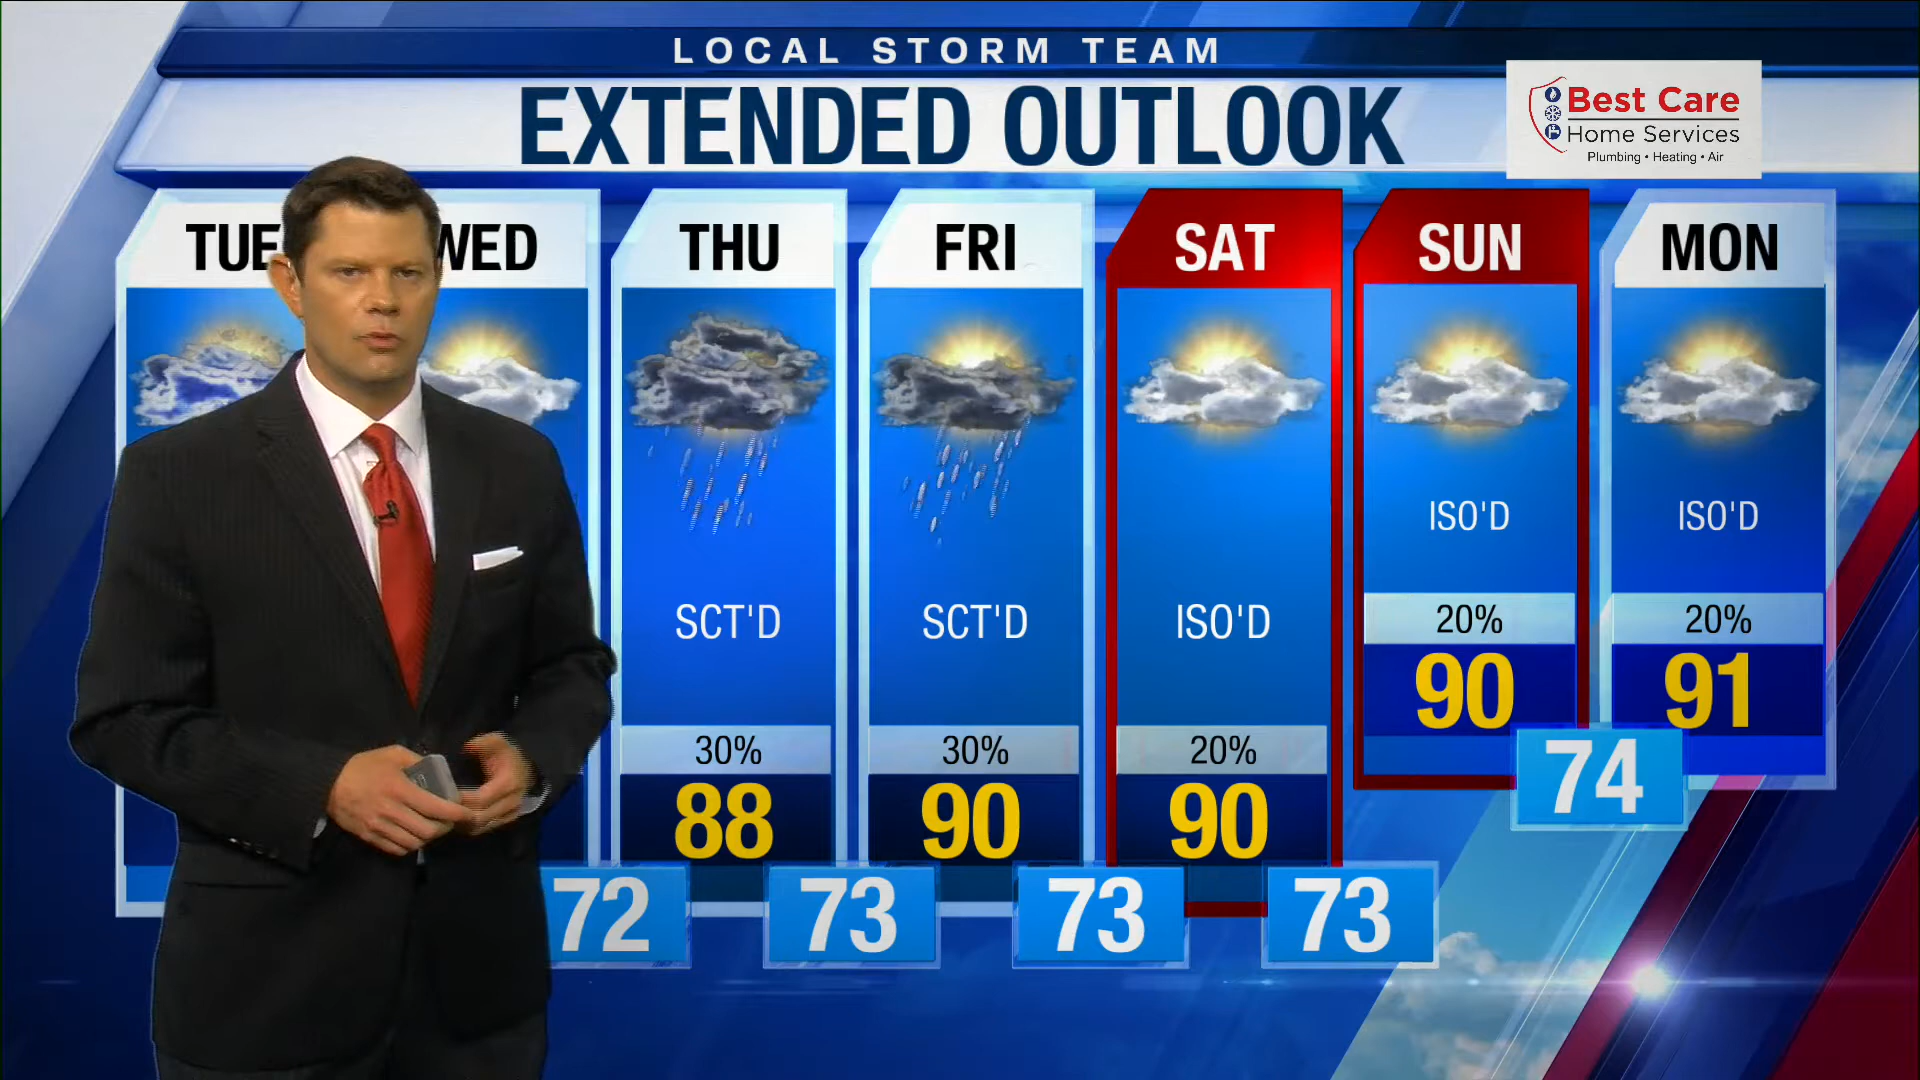 LOCAL STORM TEAM
EXTENDED OUTLOOK
Best Care
Home Services
Plumbing • Heating • Air
TUE WED THU FRI SAT SUN MON
ISO'D ISO'D
SCT'D SCT'D ISO'D
20% 20%
90 91
30% 30% 20%
74
88 90 90
72 73 73 73